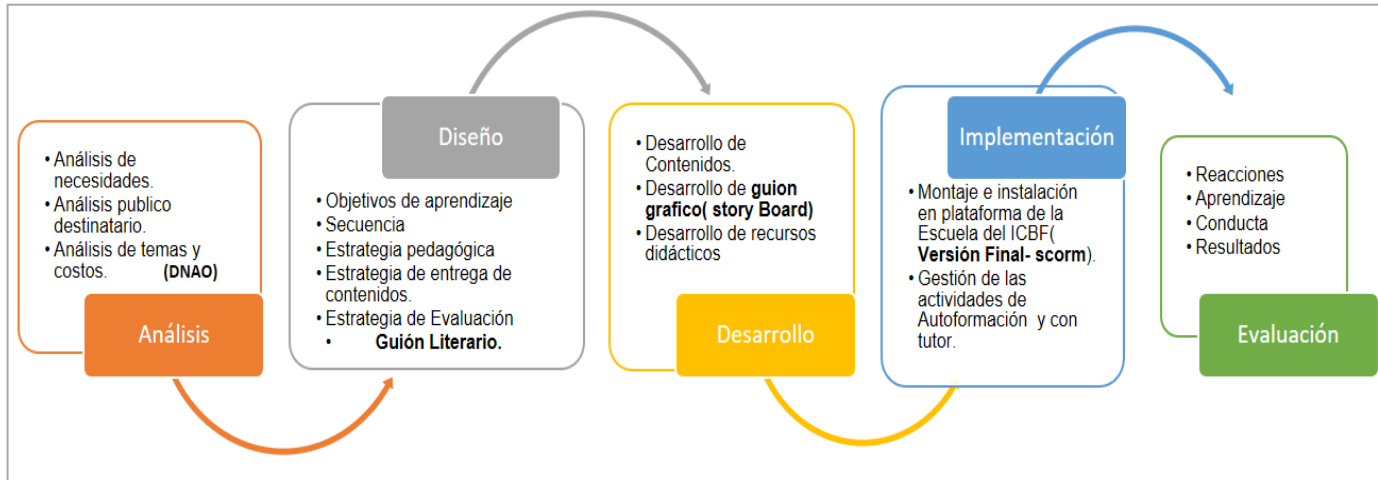 • Análisis de
necesidades.
• Análisis publico
destinatario.
• Análisis de temas y
costos. (DNAO)
Análisis
Diseño
• Objetivos de aprendizaje
• Secuencia
• Estrategia pedagógica
• Estrategia de entrega de
contenidos.
• Estrategia de Evaluación
• Guión Literario.
• Desarrollo de
Contenidos.
• Desarrollo de guion
grafico( story Board)
• Desarrollo de recursos
didácticos
Desarrollo
Implementación
• Montaje e instalación
en plataforma de la
Escuela del ICBF(
Versión Final- scorm).
• Gestión de las
actividades de
Autoformación y con
tutor.
• Reacciones
• Aprendizaje
• Conducta
• Resultados
Evaluación